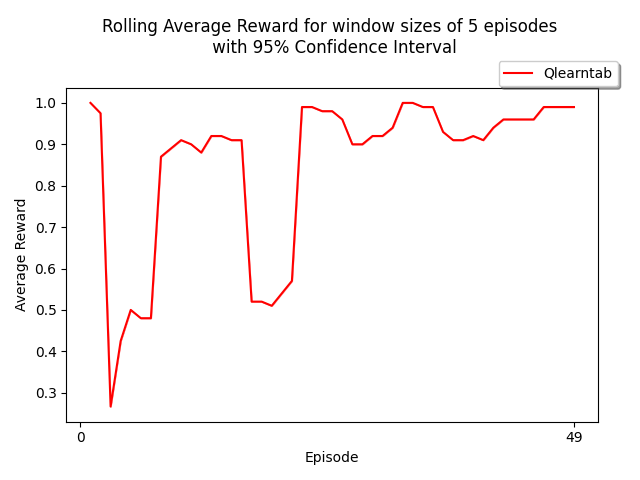 Rolling Average Reward for window sizes of 5 episodes
with 95% Confidence Interval
Qlearntab
1.0
0.9
0.8
0.7
0.6
0.5
0.4
0.3
Average Reward
0
49
Episode